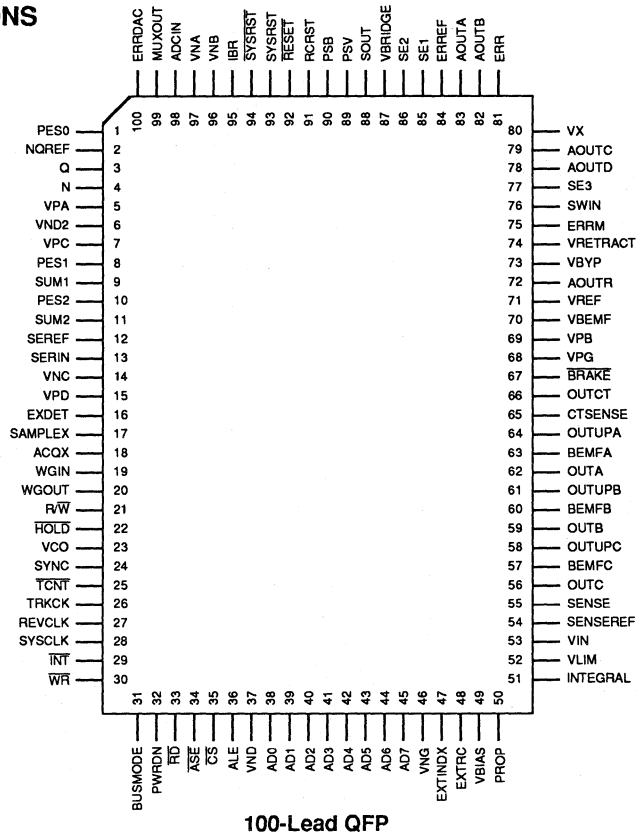 NS
ERRDAC MUXOUT ADCIN VNA VNB IBR S̅Y̅S̅R̅S̅T̅ SYSRST R̅E̅S̅E̅T̅ RCRST PSB PSV SOUT VBRIDGE SE2 SE1 ERREF AOUTA AOUTB ERR
100 99 98 97 96 95 94 93 92 91 90 89 88 87 86 85 84 83 82 81
PES0 1 80 VX
NQREF 2 79 AOUTC
Q 3 78 AOUTD
N 4 77 SE3
VPA 5 76 SWIN
VND2 6 75 ERRM
VPC 7 74 VRETRACT
PES1 8 73 VBYP
SUM1 9 72 AOUTR
PES2 10 71 VREF
SUM2 11 70 VBEMF
SEREF 12 69 VPB
SERIN 13 68 VPG
VNC 14 67 B̅R̅A̅K̅E̅
VPD 15 66 OUTCT
EXDET 16 65 CTSENSE
SAMPLEX 17 64 OUTUPA
ACQX 18 63 BEMFA
WGIN 19 62 OUTA
WGOUT 20 61 OUTUPB
R/W̅ 21 60 BEMFB
H̅O̅L̅D̅ 22 59 OUTB
VCO 23 58 OUTUPC
SYNC 24 57 BEMFC
T̅C̅N̅T̅ 25 56 OUTC
TRKCK 26 55 SENSE
REVCLK 27 54 SENSEREF
SYSCLK 28 53 VIN
I̅N̅T̅ 29 52 VLIM
W̅R̅ 30 51 INTEGRAL
31 32 33 34 35 36 37 38 39 40 41 42 43 44 45 46 47 48 49 50
BUSMODE PWRDN R̅D̅ A̅S̅E̅ C̅S̅ ALE VND AD0 AD1 AD2 AD3 AD4 AD5 AD6 AD7 VNG EXTINDX EXTRC VBIAS PROP
100-Lead QFP